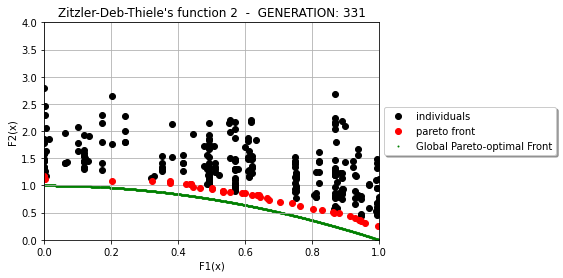 Zitzler-Deb-Thiele's function 2 - GENERATION: 331
4.0
3.5
3.0
2.5
2.0
1.5
1.0
0.5
0.0
F2(x)
0.0 0.2 0.4 0.6 0.8 1.0
F1(x)
individuals
pareto front
Global Pareto-optimal Front